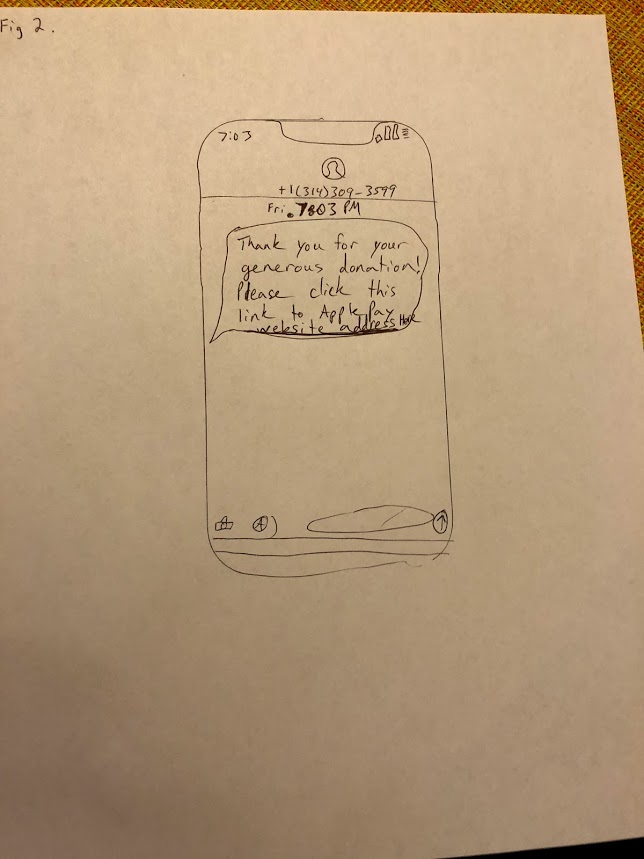 Fig 2.
7:03
+1(314)309-3599
Fri. 7:03 PM
Thank you for your
generous donation!
Please click this
link to Apple Pay
website address Here
A